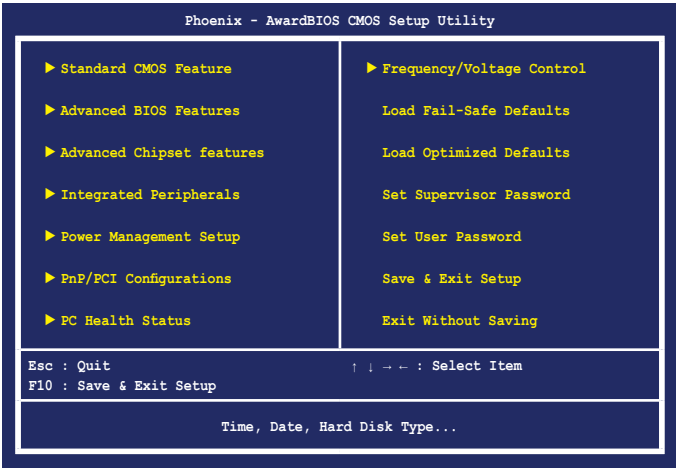 Phoenix - AwardBIOS CMOS Setup Utility
▶ Standard CMOS Feature
▶ Advanced BIOS Features
▶ Advanced Chipset features
▶ Integrated Peripherals
▶ Power Management Setup
▶ PnP/PCI Configurations
▶ PC Health Status
▶ Frequency/Voltage Control
Load Fail-Safe Defaults
Load Optimized Defaults
Set Supervisor Password
Set User Password
Save & Exit Setup
Exit Without Saving
Esc : Quit
F10 : Save & Exit Setup
↑ ↓ → ← : Select Item
Time, Date, Hard Disk Type...